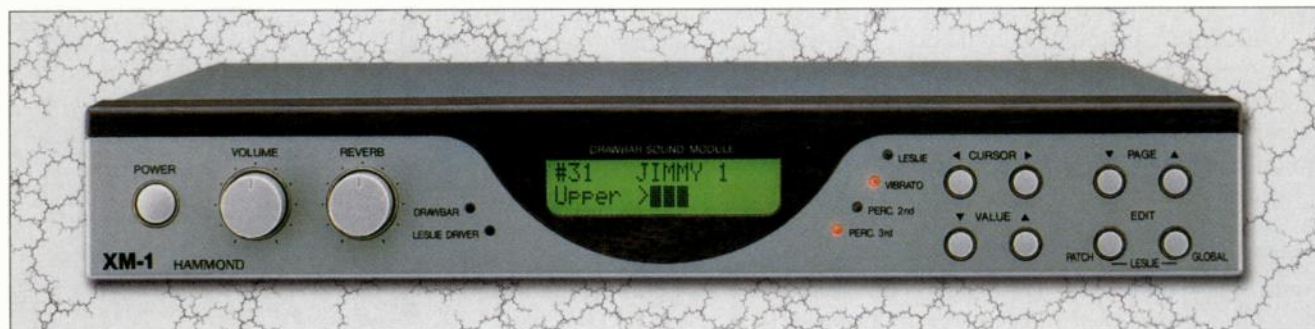 POWER
VOLUME
REVERB
DRAWBAR
LESLIE DRIVER
XM-1 HAMMOND
DRAWBAR SOUND MODULE
#31 JIMMY 1
Upper >
LESLIE
VIBRATO
PERC. 2nd
PERC. 3rd
◄ CURSOR ►
▼ PAGE ▲
▼ VALUE ▲
EDIT
PATCH
LESLIE
GLOBAL